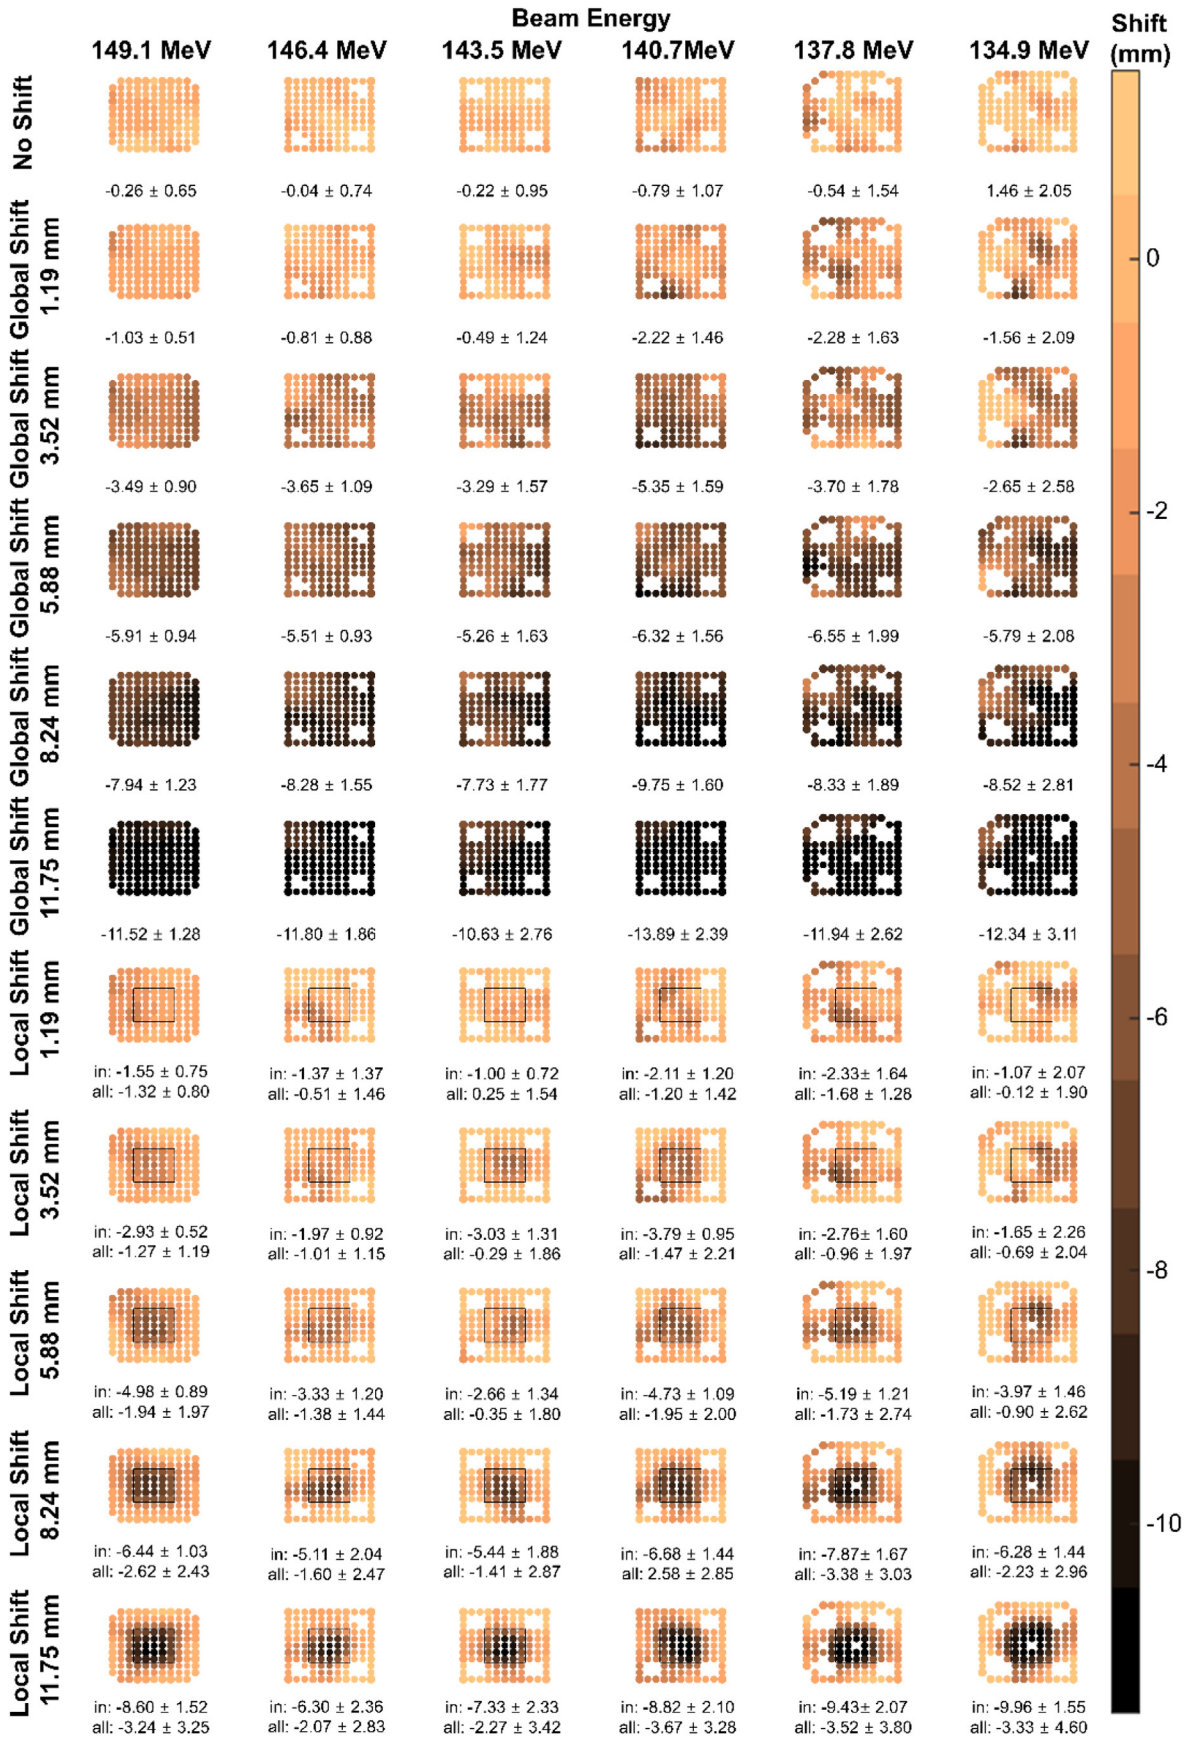 Beam Energy
149.1 MeV 146.4 MeV 143.5 MeV 140.7MeV 137.8 MeV 134.9 MeV
Shift
(mm)
No Shift
-0.26 ± 0.65 -0.04 ± 0.74 -0.22 ± 0.95 -0.79 ± 1.07 -0.54 ± 1.54 1.46 ± 2.05
Global Shift
1.19 mm
-1.03 ± 0.51 -0.81 ± 0.88 -0.49 ± 1.24 -2.22 ± 1.46 -2.28 ± 1.63 -1.56 ± 2.09
Global Shift
3.52 mm
-3.49 ± 0.90 -3.65 ± 1.09 -3.29 ± 1.57 -5.35 ± 1.59 -3.70 ± 1.78 -2.65 ± 2.58
Global Shift
5.88 mm
-5.91 ± 0.94 -5.51 ± 0.93 -5.26 ± 1.63 -6.32 ± 1.56 -6.55 ± 1.99 -5.79 ± 2.08
Global Shift
8.24 mm
-7.94 ± 1.23 -8.28 ± 1.55 -7.73 ± 1.77 -9.75 ± 1.60 -8.33 ± 1.89 -8.52 ± 2.81
Global Shift
11.75 mm
-11.52 ± 1.28 -11.80 ± 1.86 -10.63 ± 2.76 -13.89 ± 2.39 -11.94 ± 2.62 -12.34 ± 3.11
Local Shift
1.19 mm
in: -1.55 ± 0.75 in: -1.37 ± 1.37 in: -1.00 ± 0.72 in: -2.11 ± 1.20 in: -2.33± 1.64 in: -1.07 ± 2.07
all: -1.32 ± 0.80 all: -0.51 ± 1.46 all: 0.25 ± 1.54 all: -1.20 ± 1.42 all: -1.68 ± 1.28 all: -0.12 ± 1.90
Local Shift
3.52 mm
in: -2.93 ± 0.52 in: -1.97 ± 0.92 in: -3.03 ± 1.31 in: -3.79 ± 0.95 in: -2.76± 1.60 in: -1.65 ± 2.26
all: -1.27 ± 1.19 all: -1.01 ± 1.15 all: -0.29 ± 1.86 all: -1.47 ± 2.21 all: -0.96 ± 1.97 all: -0.69 ± 2.04
Local Shift
5.88 mm
in: -4.98 ± 0.89 in: -3.33 ± 1.20 in: -2.66 ± 1.34 in: -4.73 ± 1.09 in: -5.19 ± 1.21 in: -3.97 ± 1.46
all: -1.94 ± 1.97 all: -1.38 ± 1.44 all: -0.35 ± 1.80 all: -1.95 ± 2.00 all: -1.73 ± 2.74 all: -0.90 ± 2.62
Local Shift
8.24 mm
in: -6.44 ± 1.03 in: -5.11 ± 2.04 in: -5.44 ± 1.88 in: -6.68 ± 1.44 in: -7.87± 1.67 in: -6.28 ± 1.44
all: -2.62 ± 2.43 all: -1.60 ± 2.47 all: -1.41 ± 2.87 all: 2.58 ± 2.85 all: -3.38 ± 3.03 all: -2.23 ± 2.96
Local Shift
11.75 mm
in: -8.60 ± 1.52 in: -6.30 ± 2.36 in: -7.33 ± 2.33 in: -8.82 ± 2.10 in: -9.43± 2.07 in: -9.96 ± 1.55
all: -3.24 ± 3.25 all: -2.07 ± 2.83 all: -2.27 ± 3.42 all: -3.67 ± 3.28 all: -3.52 ± 3.80 all: -3.33 ± 4.60
0
-2
-4
-6
-8
-10